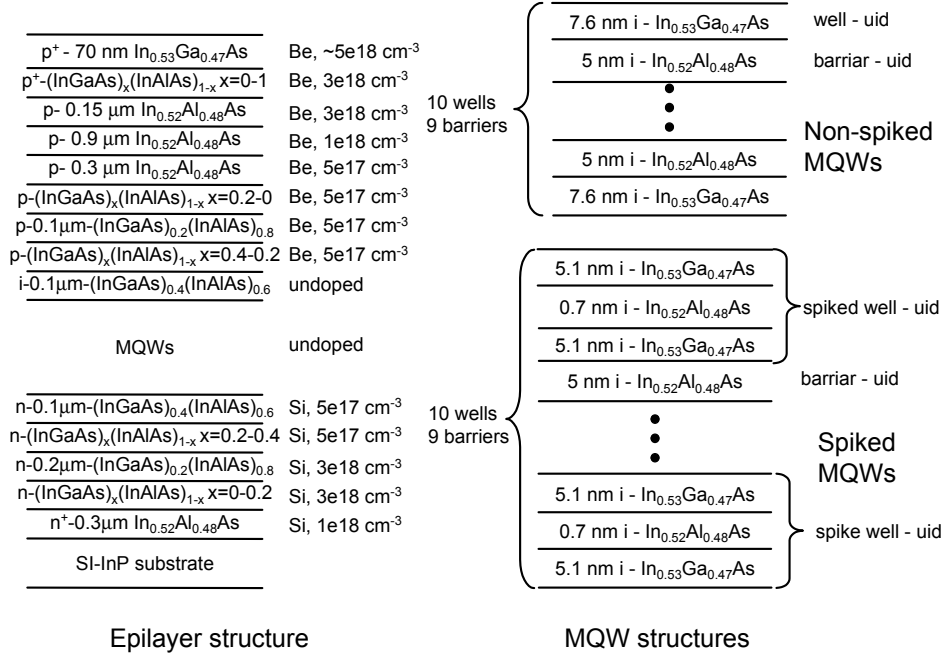 p⁺ - 70 nm In₀.₅₃Ga₀.₄₇As Be, ~5e18 cm⁻³
p⁺-(InGaAs)ₓ(InAlAs)₁₋ₓ x=0-1 Be, 3e18 cm⁻³
p- 0.15 μm In₀.₅₂Al₀.₄₈As Be, 3e18 cm⁻³
p- 0.9 μm In₀.₅₂Al₀.₄₈As Be, 1e18 cm⁻³
p- 0.3 μm In₀.₅₂Al₀.₄₈As Be, 5e17 cm⁻³
p-(InGaAs)ₓ(InAlAs)₁₋ₓ x=0.2-0 Be, 5e17 cm⁻³
p-0.1μm-(InGaAs)₀.₂(InAlAs)₀.₈ Be, 5e17 cm⁻³
p-(InGaAs)ₓ(InAlAs)₁₋ₓ x=0.4-0.2 Be, 5e17 cm⁻³
i-0.1μm-(InGaAs)₀.₄(InAlAs)₀.₆ undoped
MQWs undoped
n-0.1μm-(InGaAs)₀.₄(InAlAs)₀.₆ Si, 5e17 cm⁻³
n-(InGaAs)ₓ(InAlAs)₁₋ₓ x=0.2-0.4 Si, 5e17 cm⁻³
n-0.2μm-(InGaAs)₀.₂(InAlAs)₀.₈ Si, 3e18 cm⁻³
n-(InGaAs)ₓ(InAlAs)₁₋ₓ x=0-0.2 Si, 3e18 cm⁻³
n⁺-0.3μm In₀.₅₂Al₀.₄₈As Si, 1e18 cm⁻³
SI-InP substrate
Epilayer structure
7.6 nm i - In₀.₅₃Ga₀.₄₇As well - uid
5 nm i - In₀.₅₂Al₀.₄₈As barriar - uid
10 wells
9 barriers
Non-spiked
MQWs
5 nm i - In₀.₅₂Al₀.₄₈As
7.6 nm i - In₀.₅₃Ga₀.₄₇As
5.1 nm i - In₀.₅₃Ga₀.₄₇As
0.7 nm i - In₀.₅₂Al₀.₄₈As spiked well - uid
5.1 nm i - In₀.₅₃Ga₀.₄₇As
5 nm i - In₀.₅₂Al₀.₄₈As barriar - uid
10 wells
9 barriers
Spiked
MQWs
5.1 nm i - In₀.₅₃Ga₀.₄₇As
0.7 nm i - In₀.₅₂Al₀.₄₈As spike well - uid
5.1 nm i - In₀.₅₃Ga₀.₄₇As
MQW structures